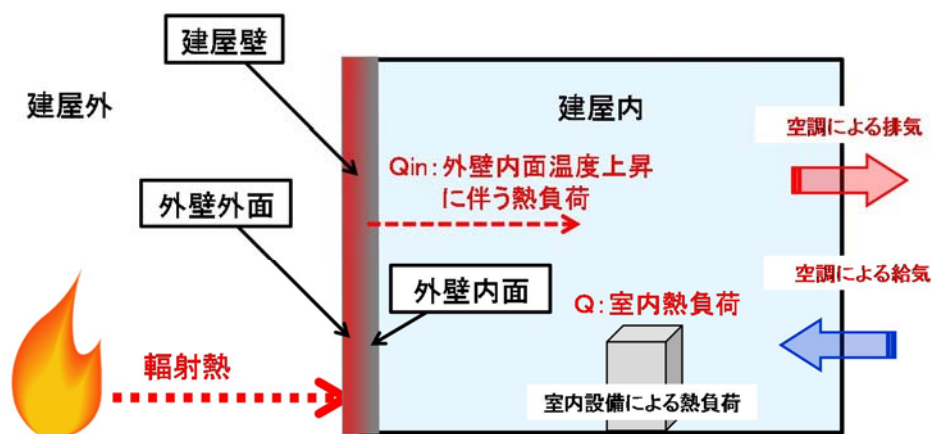 建屋壁
建屋外
建屋内
空調による排気
Qin：外壁内面温度上昇
に伴う熱負荷
外壁外面
外壁内面
空調による給気
Q：室内熱負荷
輻射熱
室内設備による熱負荷